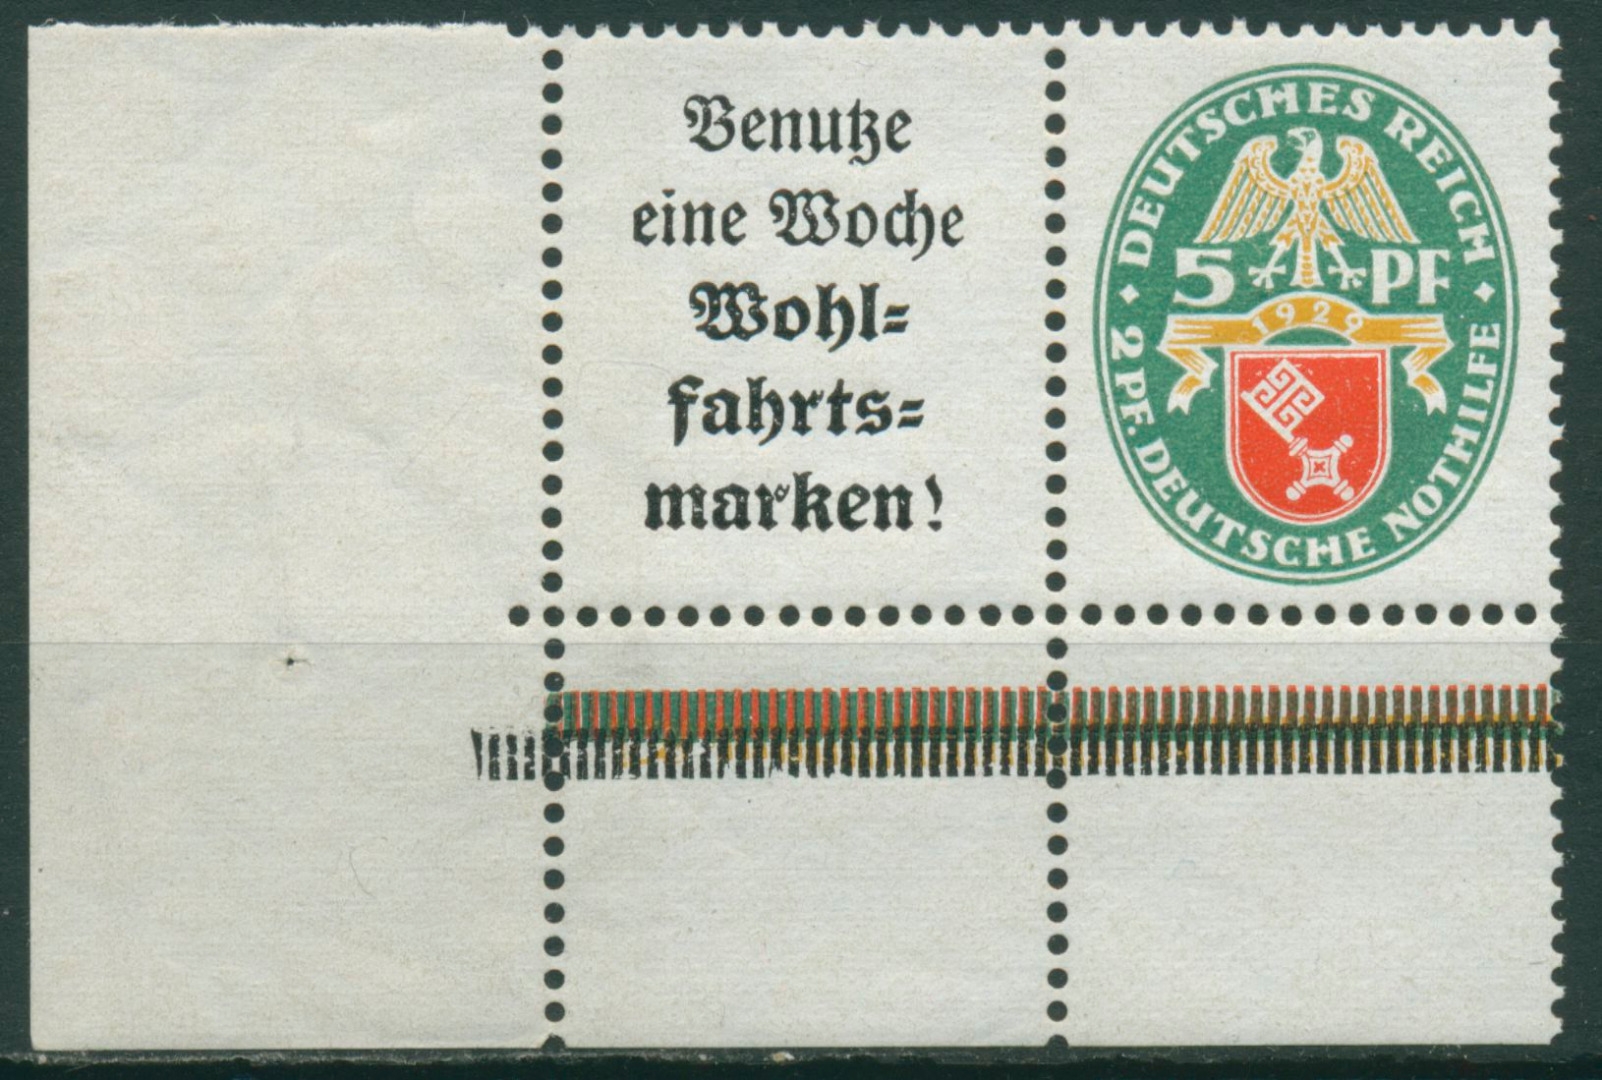 Benutze
eine Woche
Wohl=
fahrts=
marken!
DEUTSCHES REICH
5 PF
1929
2 PF. DEUTSCHE NOTHILFE